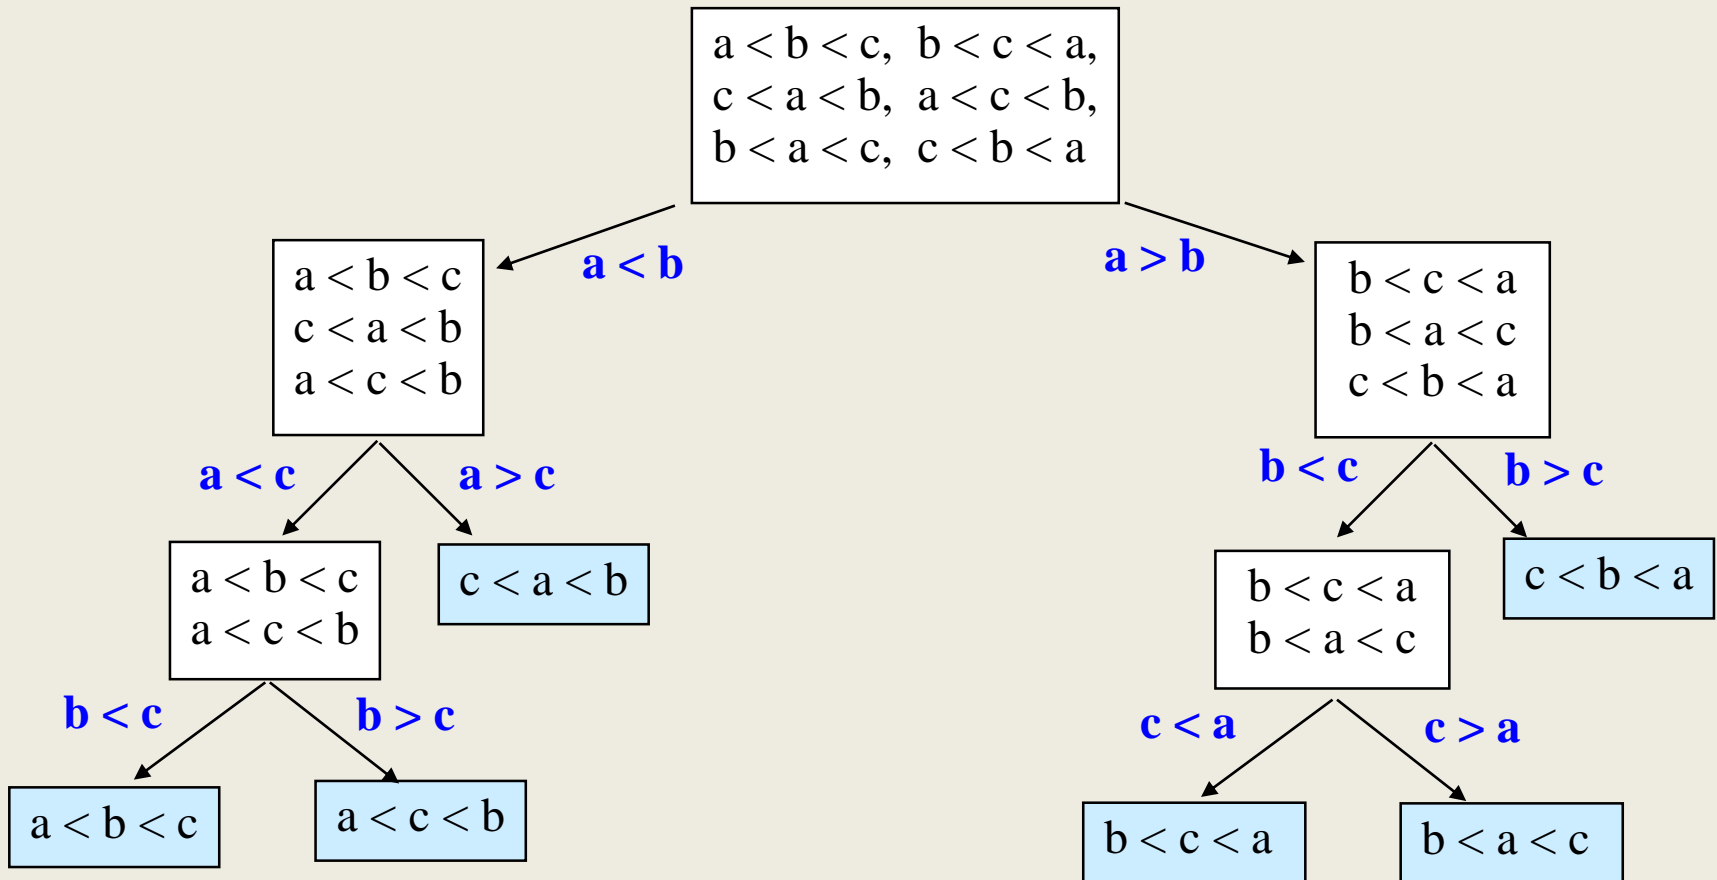 a < b < c,  b < c < a,
c < a < b,  a < c < b,
b < a < c,  c < b < a
a < b
a > b
a < b < c
c < a < b
a < c < b
b < c < a
b < a < c
c < b < a
a < c
a > c
b < c
b > c
a < b < c
a < c < b
c < a < b
b < c < a
b < a < c
c < b < a
b < c
b > c
c < a
c > a
a < b < c
a < c < b
b < c < a
b < a < c